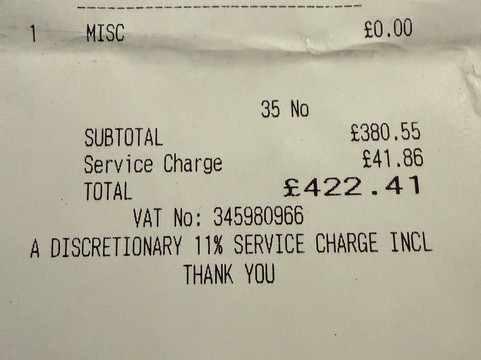 1 MISC £0.00
35 No
SUBTOTAL £380.55
Service Charge £41.86
TOTAL £422.41
VAT No: 345980966
A DISCRETIONARY 11% SERVICE CHARGE INCL
THANK YOU